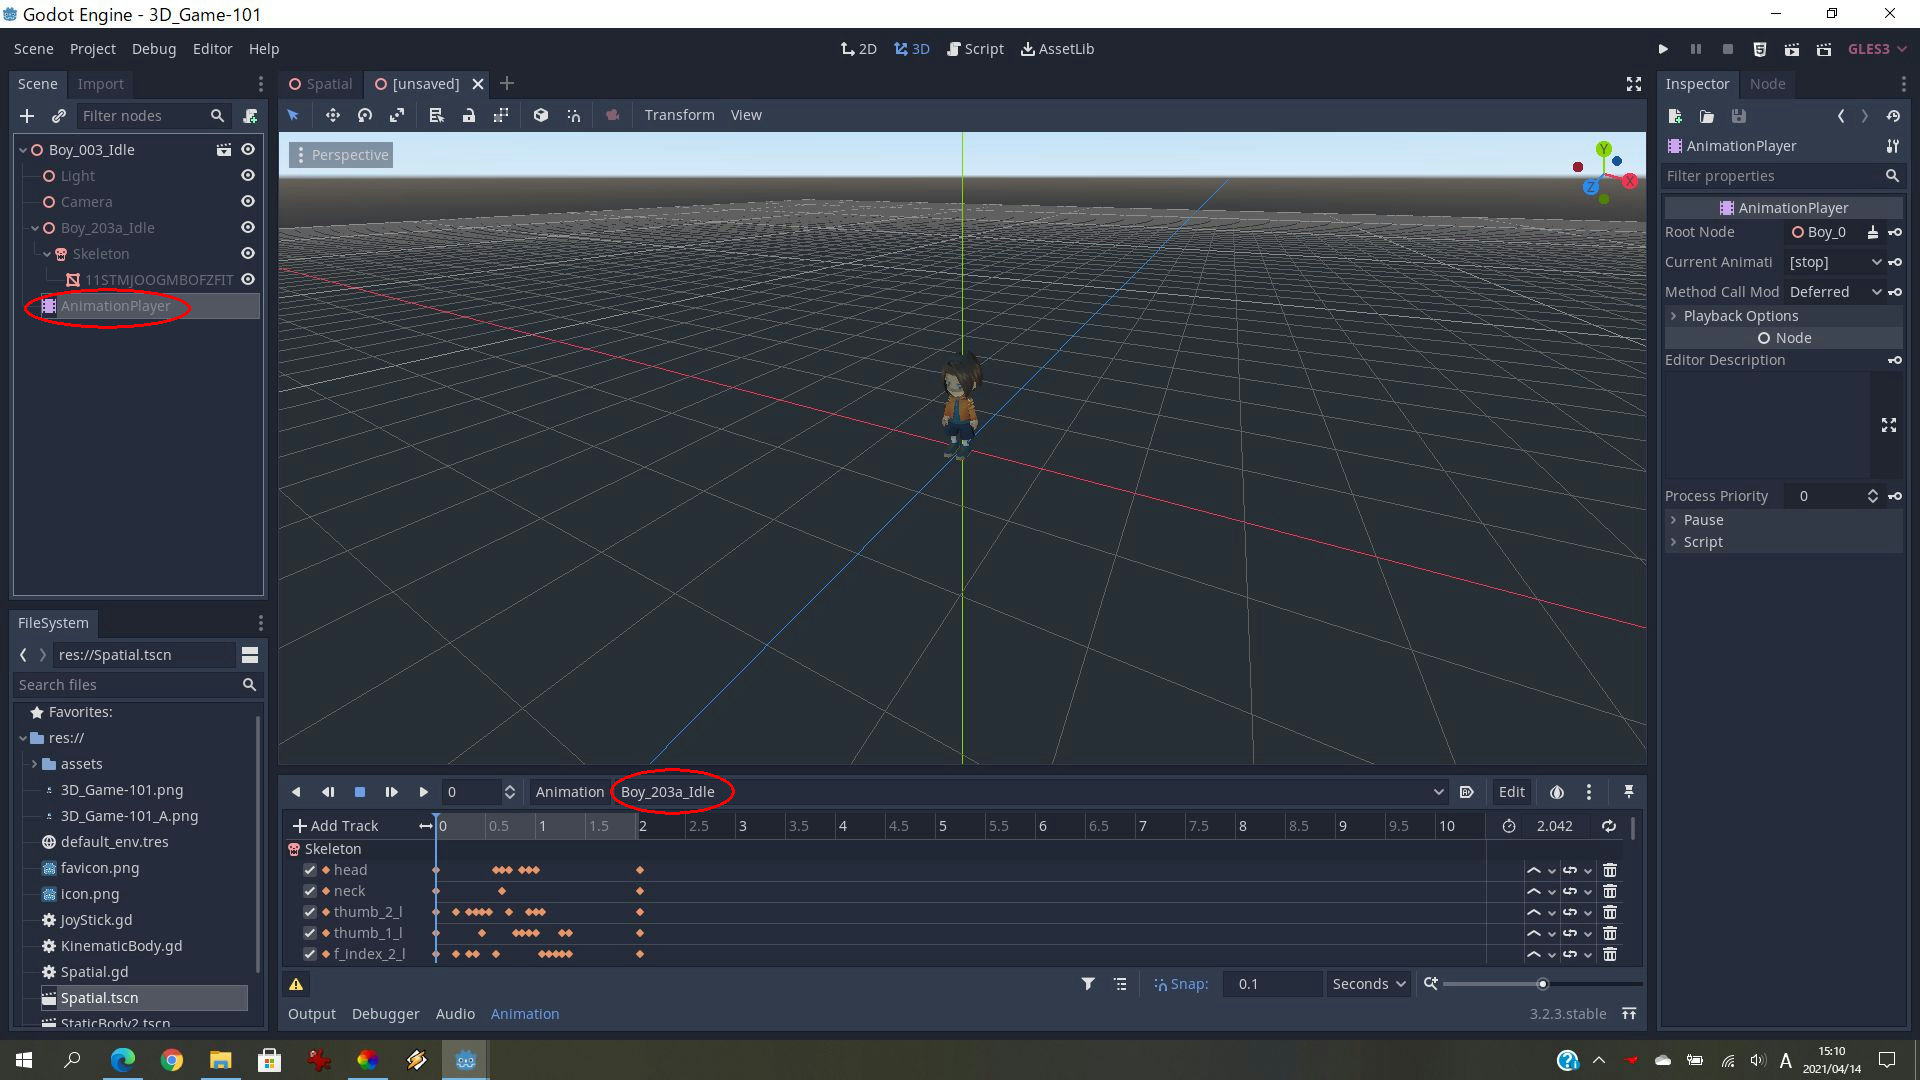 Godot Engine - 3D_Game-101
Scene Project Debug Editor Help
2D 3D Script AssetLib
GLES3
Scene Import
Filter nodes
Boy_003_Idle
Light
Camera
Boy_203a_Idle
Skeleton
11STMJOOGMBOFZFIT
AnimationPlayer
FileSystem
res://Spatial.tscn
Search files
Favorites:
res://
assets
3D_Game-101.png
3D_Game-101_A.png
default_env.tres
favicon.png
icon.png
JoyStick.gd
KinematicBody.gd
Spatial.gd
Spatial.tscn
StaticBody2.tscn
Spatial [unsaved]
Transform View
Perspective
Y
X
Z
0 Animation Boy_203a_Idle Edit
Add Track 0 0.5 1 1.5 2 2.5 3 3.5 4 4.5 5 5.5 6 6.5 7 7.5 8 8.5 9 9.5 10 2.042
Skeleton
head
neck
thumb_2_l
thumb_1_l
f_index_2_l
Snap: 0.1 Seconds
Output Debugger Audio Animation 3.2.3.stable
Inspector Node
AnimationPlayer
Filter properties
AnimationPlayer
Root Node Boy_0
Current Animati [stop]
Method Call Mod Deferred
Playback Options
Node
Editor Description
Process Priority 0
Pause
Script
A
15:10
2021/04/14